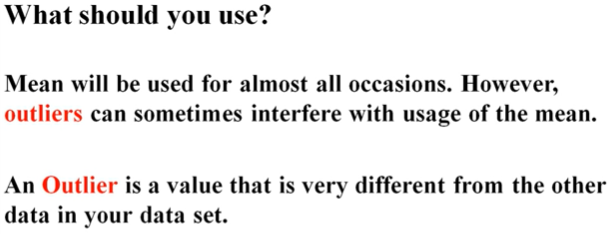 What should you use?
Mean will be used for almost all occasions. However,
outliers can sometimes interfere with usage of the mean.
An Outlier is a value that is very different from the other
data in your data set.